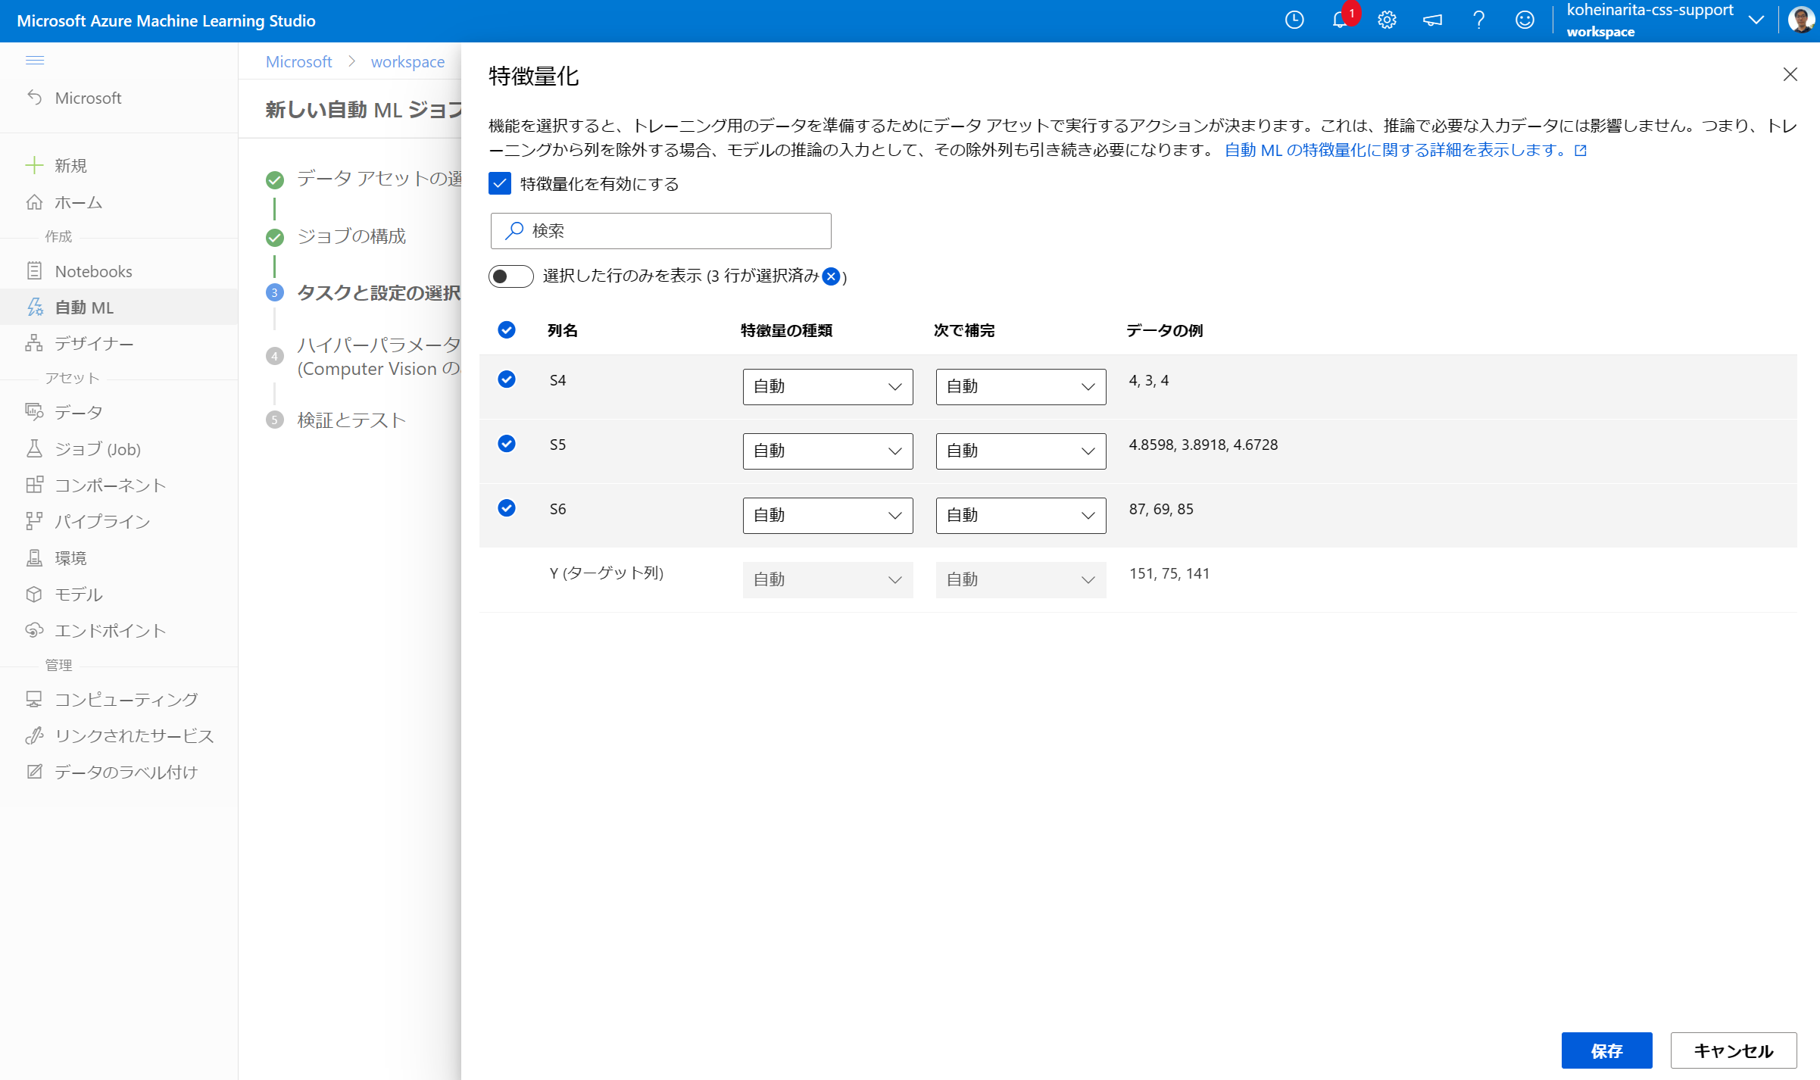 Microsoft Azure Machine Learning Studio
1
koheinarita-css-support
workspace
Microsoft
新規
ホーム
作成
Notebooks
自動 ML
デザイナー
アセット
データ
ジョブ (Job)
コンポーネント
パイプライン
環境
モデル
エンドポイント
管理
コンピューティング
リンクされたサービス
データのラベル付け
Microsoft > workspace
新しい自動 ML ジョブ
データ アセットの選
ジョブの構成
3 タスクと設定の選択
4 ハイパーパラメータ
(Computer Vision の
5 検証とテスト
特徴量化
機能を選択すると、トレーニング用のデータを準備するためにデータ アセットで実行するアクションが決まります。これは、推論で必要な入力データには影響しません。つまり、トレ
ーニングから列を除外する場合、モデルの推論の入力として、その除外列も引き続き必要になります。 自動 ML の特徴量化に関する詳細を表示します。
特徴量化を有効にする
検索
選択した行のみを表示 (3 行が選択済み)
列名 特徴量の種類 次で補完 データの例
S4 自動 自動 4, 3, 4
S5 自動 自動 4.8598, 3.8918, 4.6728
S6 自動 自動 87, 69, 85
Y (ターゲット列) 自動 自動 151, 75, 141
保存 キャンセル